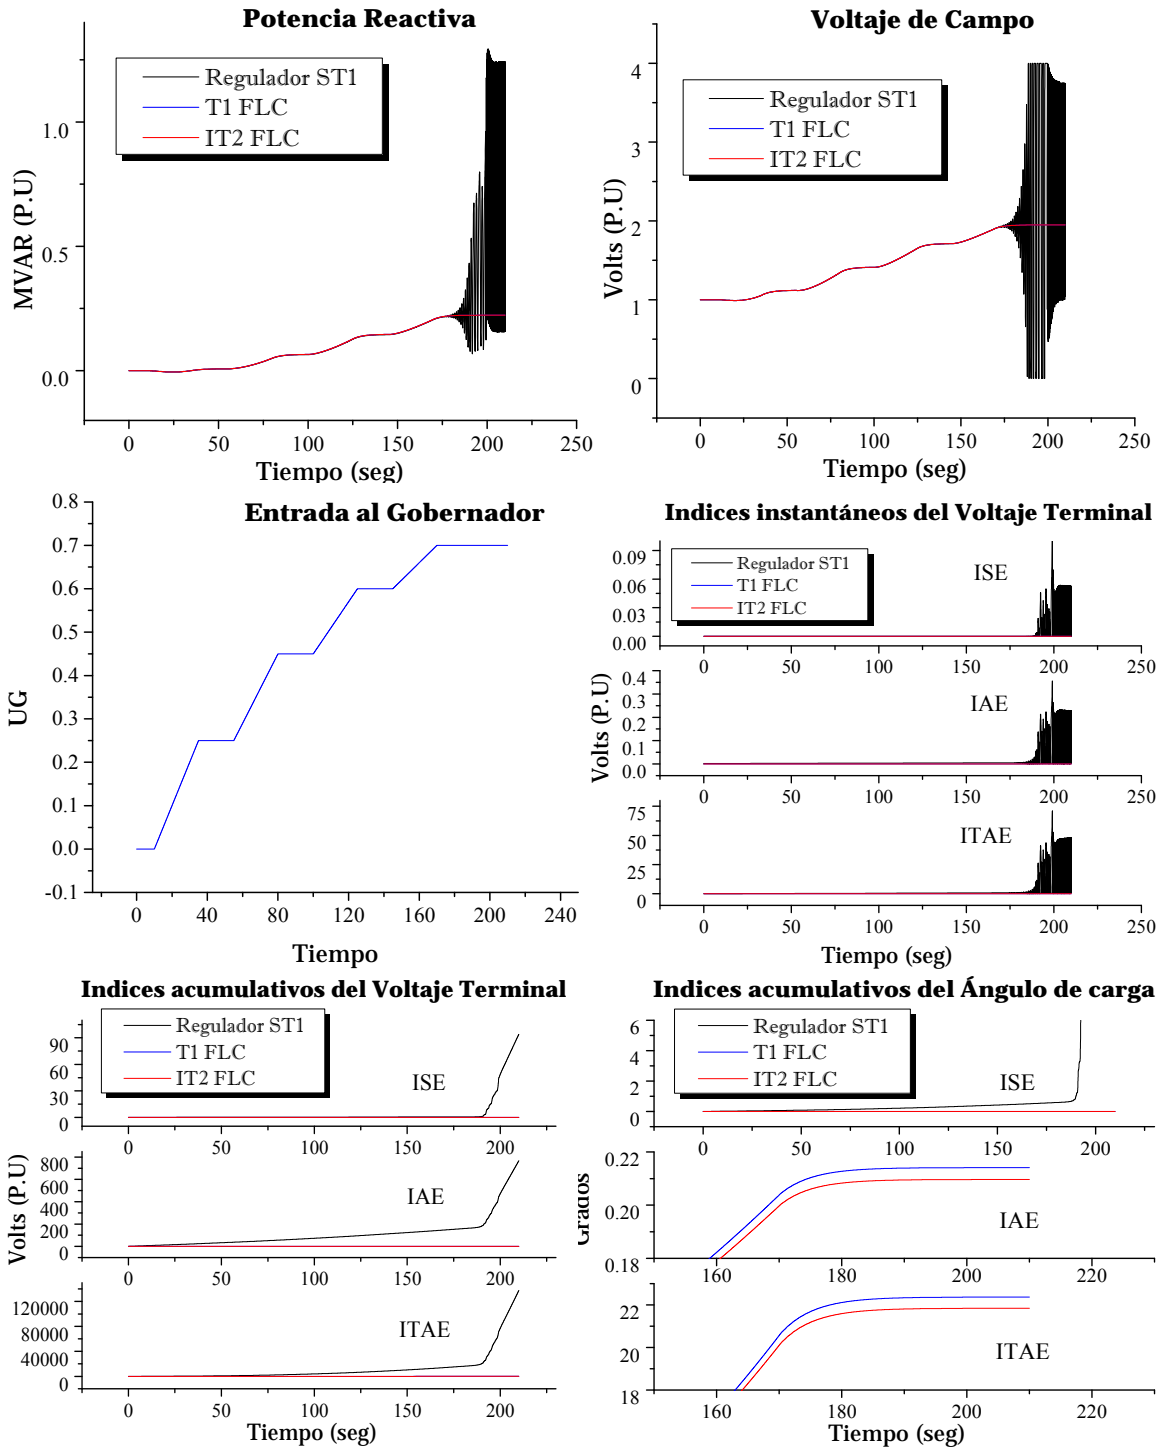 Potencia Reactiva
Regulador ST1
T1 FLC
IT2 FLC
MVAR (P.U)
1.0
0.5
0.0
0 50 100 150 200 250
Tiempo (seg)
Voltaje de Campo
Regulador ST1
T1 FLC
IT2 FLC
Volts (P.U)
4
3
2
1
0
0 50 100 150 200 250
Tiempo (seg)
Entrada al Gobernador
UG
0.8
0.7
0.6
0.5
0.4
0.3
0.2
0.1
0.0
-0.1
0 40 80 120 160 200 240
Tiempo
Indices instantáneos del Voltaje Terminal
Regulador ST1
T1 FLC
IT2 FLC
ISE
0.09
0.06
0.03
0.00
0 50 100 150 200 250
Volts (P.U)
IAE
0.4
0.3
0.2
0.1
0.0
0 50 100 150 200 250
ITAE
75
50
25
0
0 50 100 150 200 250
Tiempo (seg)
Indices acumulativos del Voltaje Terminal
Regulador ST1
T1 FLC
IT2 FLC
ISE
90
60
30
0
0 50 100 150 200
Volts (P.U)
IAE
800
600
400
200
0
0 50 100 150 200
ITAE
120000
80000
40000
0
0 50 100 150 200
Tiempo (seg)
Indices acumulativos del Ángulo de carga
Regulador ST1
T1 FLC
IT2 FLC
ISE
6
4
2
0
0 50 100 150 200
Grados
IAE
0.22
0.20
0.18
160 180 200 220
ITAE
22
20
18
160 180 200 220
Tiempo (seg)